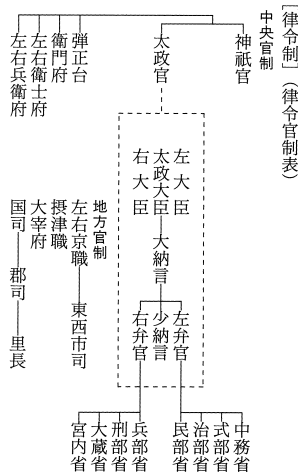 ［律令制］（律令官制表）
中央官制
神祇官
太政官
弾正台
衛門府
左右衛士府
左右兵衛府
左大臣
太政大臣
右大臣
大納言
左弁官
少納言
右弁官
中務省
式部省
治部省
民部省
兵部省
刑部省
大蔵省
宮内省
地方官制
左右京職
東西市司
摂津職
大宰府
国司
郡司
里長